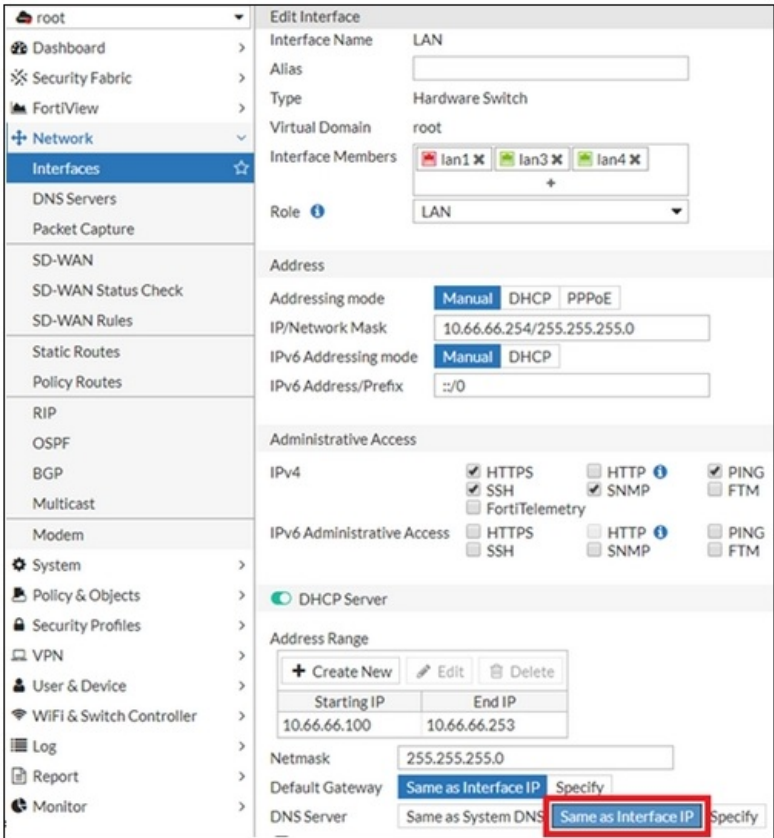 root
Dashboard
Security Fabric
FortiView
Network
Interfaces
DNS Servers
Packet Capture
SD-WAN
SD-WAN Status Check
SD-WAN Rules
Static Routes
Policy Routes
RIP
OSPF
BGP
Multicast
Modem
System
Policy & Objects
Security Profiles
VPN
User & Device
WiFi & Switch Controller
Log
Report
Monitor
Edit Interface
Interface Name LAN
Alias
Type Hardware Switch
Virtual Domain root
Interface Members lan1 lan3 lan4
+
Role LAN
Address
Addressing mode Manual DHCP PPPoE
IP/Network Mask 10.66.66.254/255.255.255.0
IPv6 Addressing mode Manual DHCP
IPv6 Address/Prefix ::/0
Administrative Access
IPv4 HTTPS HTTP PING
SSH SNMP FTM
FortiTelemetry
IPv6 Administrative Access HTTPS HTTP PING
SSH SNMP FTM
DHCP Server
Address Range
+ Create New Edit Delete
Starting IP End IP
10.66.66.100 10.66.66.253
Netmask 255.255.255.0
Default Gateway Same as Interface IP Specify
DNS Server Same as System DNS Same as Interface IP Specify